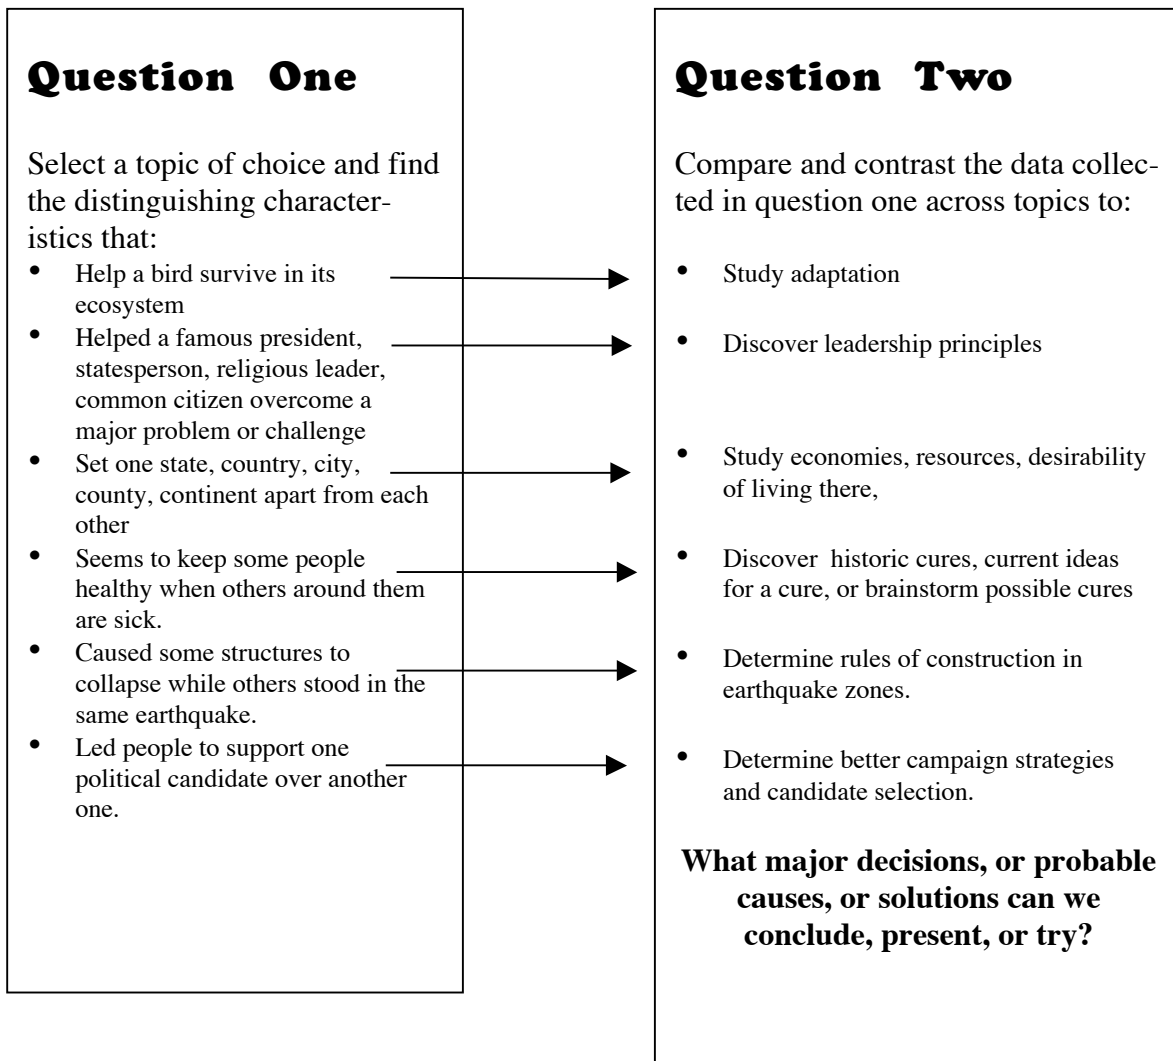 Question One
Select a topic of choice and find
the distinguishing character-
istics that:
• Help a bird survive in its
ecosystem
• Helped a famous president,
statesperson, religious leader,
common citizen overcome a
major problem or challenge
• Set one state, country, city,
county, continent apart from each
other
• Seems to keep some people
healthy when others around them
are sick.
• Caused some structures to
collapse while others stood in the
same earthquake.
• Led people to support one
political candidate over another
one.
Question Two
Compare and contrast the data collec-
ted in question one across topics to:
• Study adaptation
• Discover leadership principles
• Study economies, resources, desirability
of living there,
• Discover historic cures, current ideas
for a cure, or brainstorm possible cures
• Determine rules of construction in
earthquake zones.
• Determine better campaign strategies
and candidate selection.
What major decisions, or probable
causes, or solutions can we
conclude, present, or try?